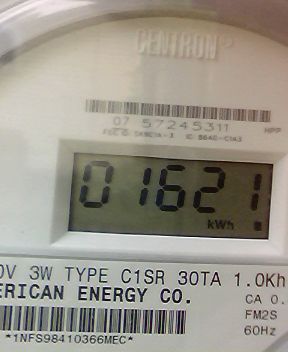 CENTRON®
07 57245311
HPP
01621
kWh
0V 3W TYPE C1SR 30TA 1.0Kh
ERICAN ENERGY CO.
CA 0.
FM2S
60Hz
*1NFS98410366MEC*